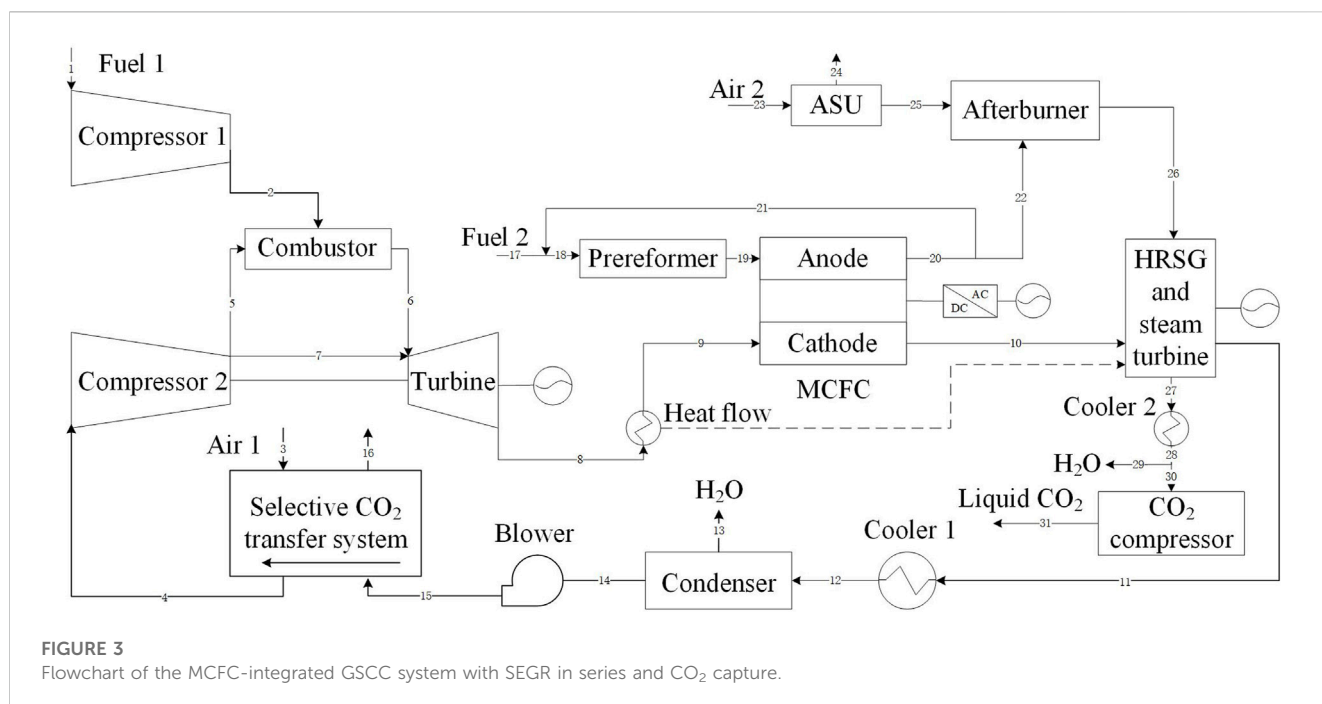 1
Fuel 1
Compressor 1
2
Combustor
5
6
7
Compressor 2
Turbine
Air 1
3
16
Selective CO₂
transfer system
4
8
Heat flow
9
Fuel 2
17
18
Prereformer
19
21
Anode
20
22
DC
AC
Cathode
10
MCFC
Air 2
23
24
ASU
25
Afterburner
26
HRSG
and
steam
turbine
27
Cooler 2
28
H₂O
29
30
Liquid CO₂
31
CO₂
compressor
11
Cooler 1
12
H₂O
13
Condenser
14
Blower
15
FIGURE 3
Flowchart of the MCFC-integrated GSCC system with SEGR in series and CO₂ capture.